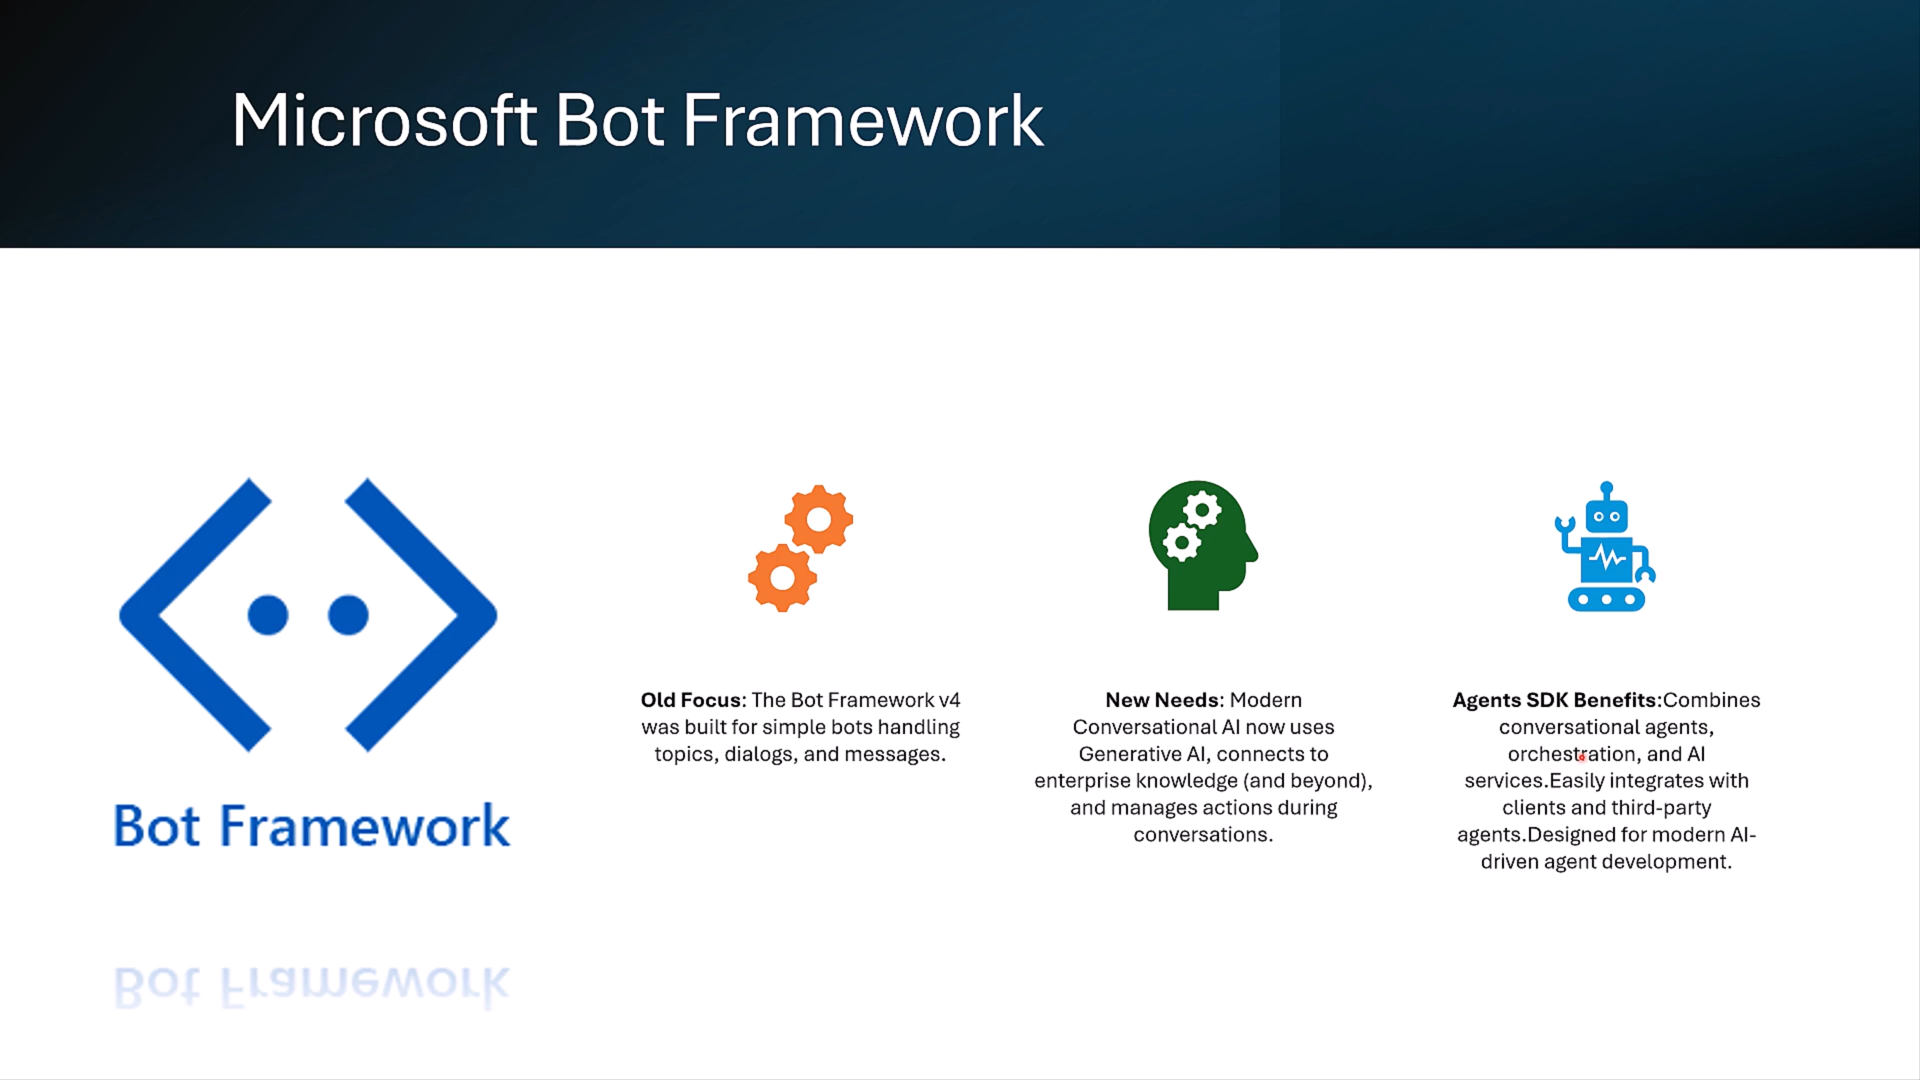 Microsoft Bot Framework
Bot Framework
Old Focus: The Bot Framework v4
was built for simple bots handling
topics, dialogs, and messages.
New Needs: Modern
Conversational AI now uses
Generative AI, connects to
enterprise knowledge (and beyond),
and manages actions during
conversations.
Agents SDK Benefits:Combines
conversational agents,
orchestration, and AI
services.Easily integrates with
clients and third-party
agents.Designed for modern AI-
driven agent development.